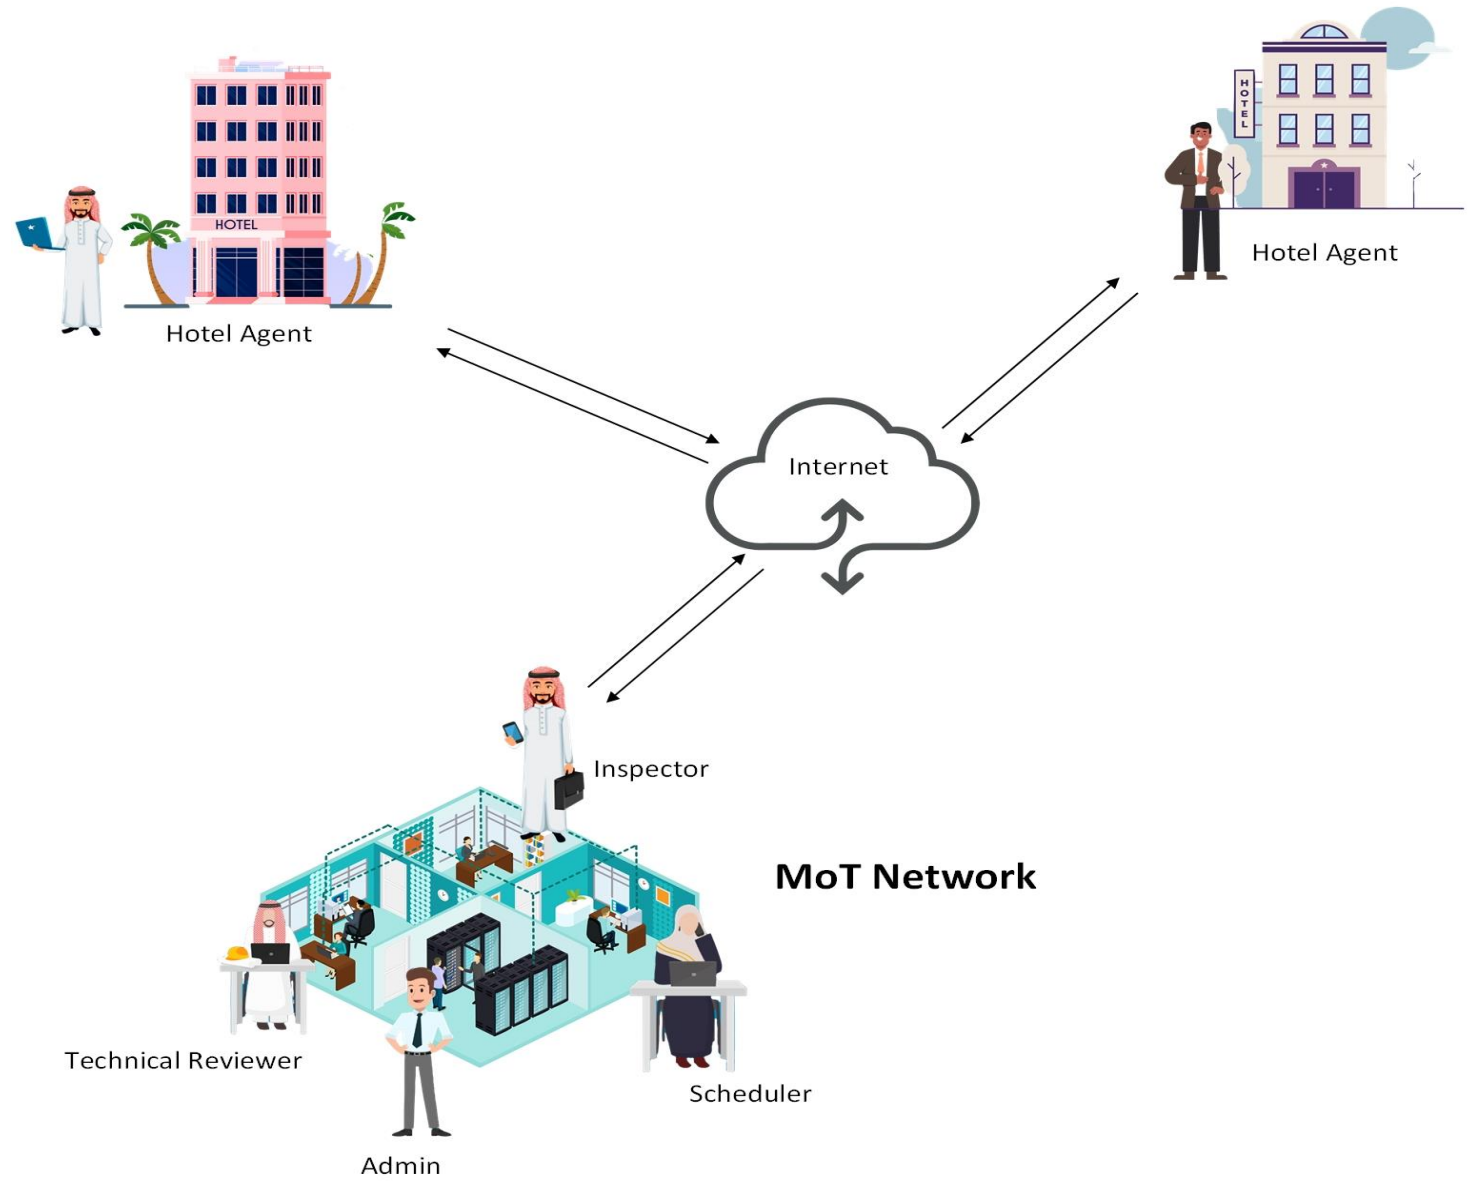 HOTEL
HOTEL
Hotel Agent
Hotel Agent
Internet
Inspector
MoT Network
Technical Reviewer
Scheduler
Admin